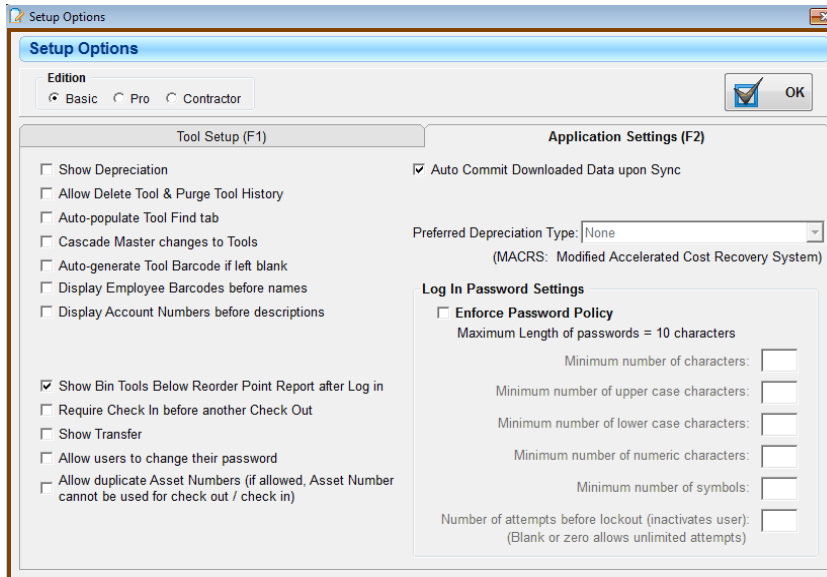 Setup Options
Setup Options
Edition
Basic Pro Contractor
OK
Tool Setup (F1)
Application Settings (F2)
Show Depreciation
Allow Delete Tool & Purge Tool History
Auto-populate Tool Find tab
Cascade Master changes to Tools
Auto-generate Tool Barcode if left blank
Display Employee Barcodes before names
Display Account Numbers before descriptions
Show Bin Tools Below Reorder Point Report after Log in
Require Check In before another Check Out
Show Transfer
Allow users to change their password
Allow duplicate Asset Numbers (if allowed, Asset Number
cannot be used for check out / check in)
Auto Commit Downloaded Data upon Sync
Preferred Depreciation Type: None
(MACRS: Modified Accelerated Cost Recovery System)
Log In Password Settings
Enforce Password Policy
Maximum Length of passwords = 10 characters
Minimum number of characters:
Minimum number of upper case characters:
Minimum number of lower case characters:
Minimum number of numeric characters:
Minimum number of symbols:
Number of attempts before lockout (inactivates user):
(Blank or zero allows unlimited attempts)